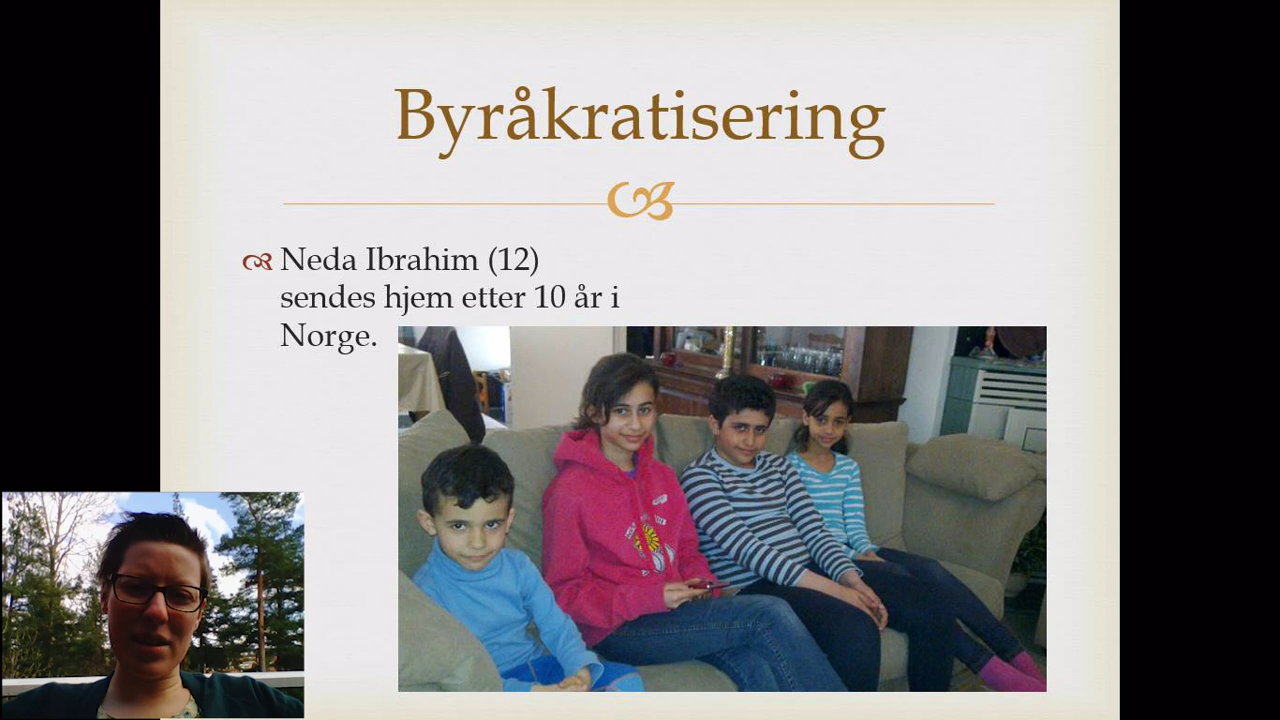 Byråkratisering
Neda Ibrahim (12)
sendes hjem etter 10 år i
Norge.